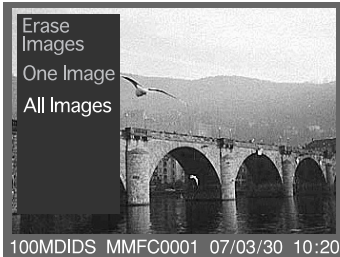 Erase
Images
One Image
All Images
100MDIDS MMFC0001 07/03/30 10:20